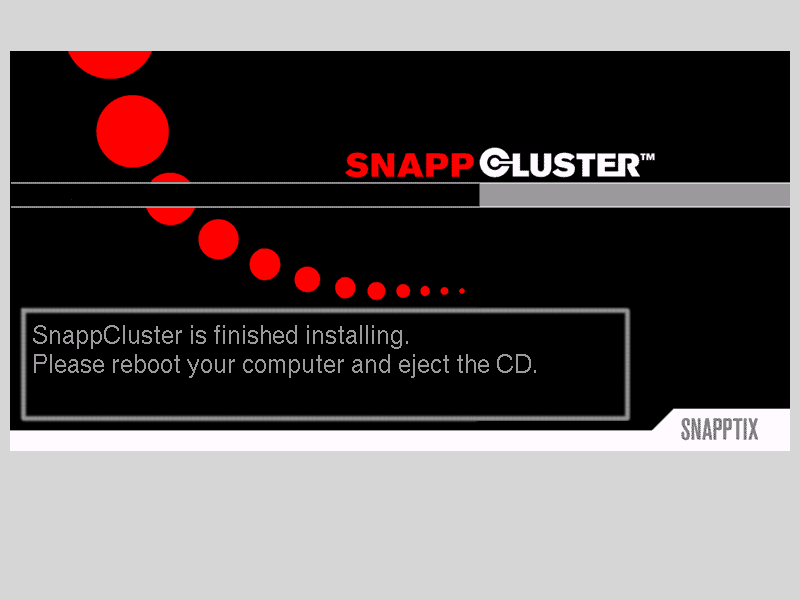 SNAPPCLUSTER™
SnappCluster is finished installing.
Please reboot your computer and eject the CD.
SNAPPTIX